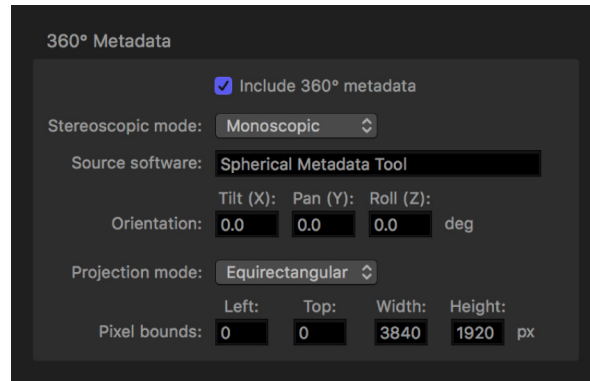 360° Metadata
Include 360° metadata
Stereoscopic mode: Monoscopic
Source software: Spherical Metadata Tool
Tilt (X): Pan (Y): Roll (Z):
Orientation: 0.0 0.0 0.0 deg
Projection mode: Equirectangular
Left: Top: Width: Height:
Pixel bounds: 0 0 3840 1920 px